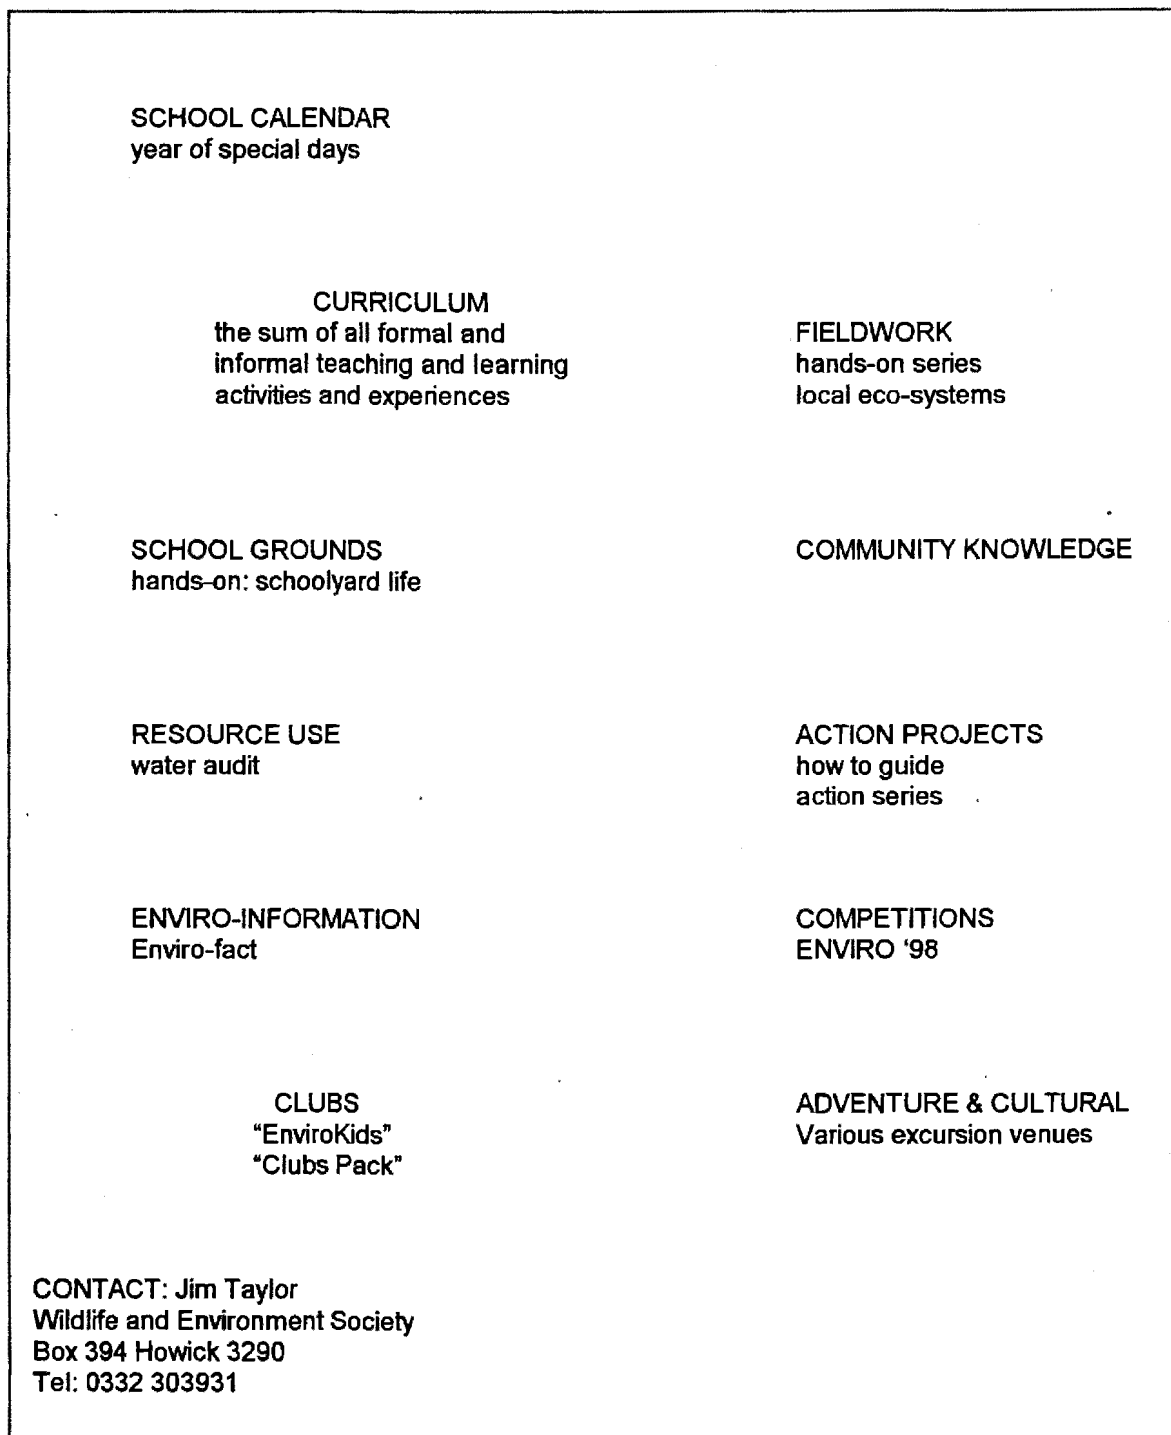 SCHOOL CALENDAR
year of special days
CURRICULUM
the sum of all formal and
informal teaching and learning
activities and experiences
FIELDWORK
hands-on series
local eco-systems
SCHOOL GROUNDS
hands-on: schoolyard life
COMMUNITY KNOWLEDGE
RESOURCE USE
water audit
ACTION PROJECTS
how to guide
action series
ENVIRO-INFORMATION
Enviro-fact
COMPETITIONS
ENVIRO '98
CLUBS
"EnviroKids"
"Clubs Pack"
ADVENTURE & CULTURAL
Various excursion venues
CONTACT: Jim Taylor
Wildlife and Environment Society
Box 394 Howick 3290
Tel: 0332 303931